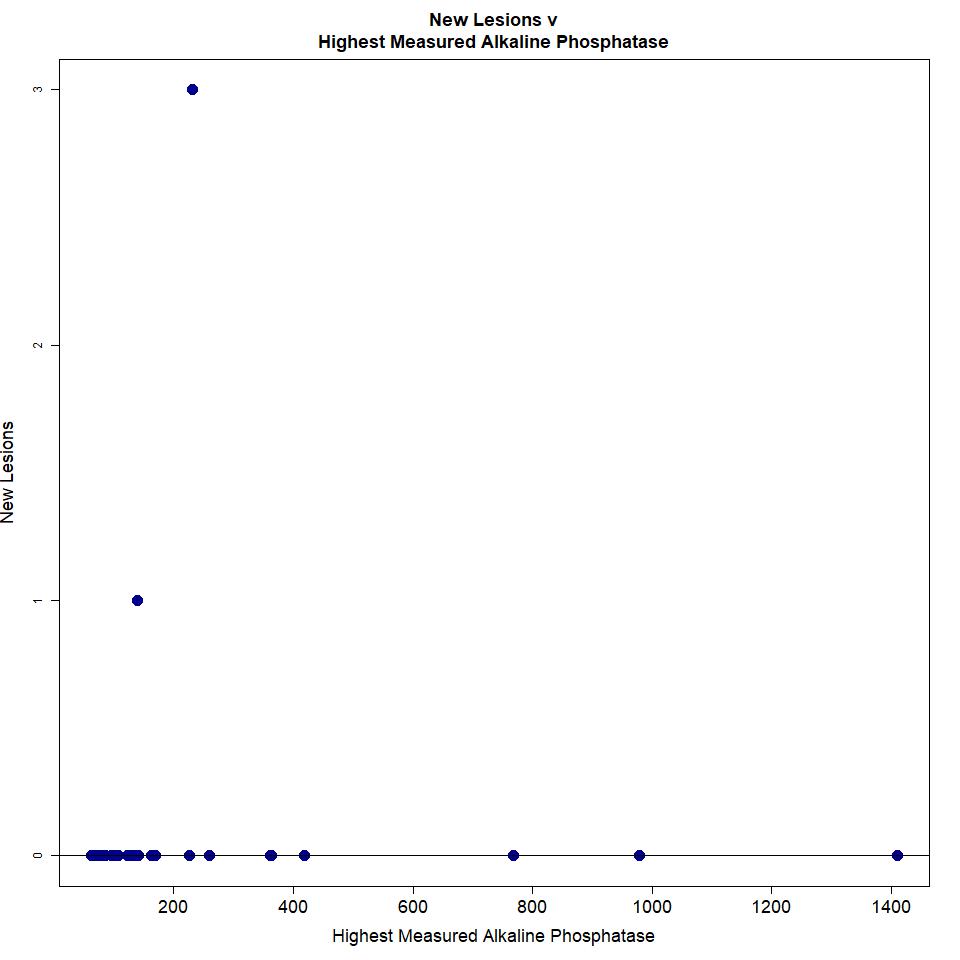 New Lesions v
Highest Measured Alkaline Phosphatase
3
2
1
0
New Lesions
200 400 600 800 1000 1200 1400
Highest Measured Alkaline Phosphatase